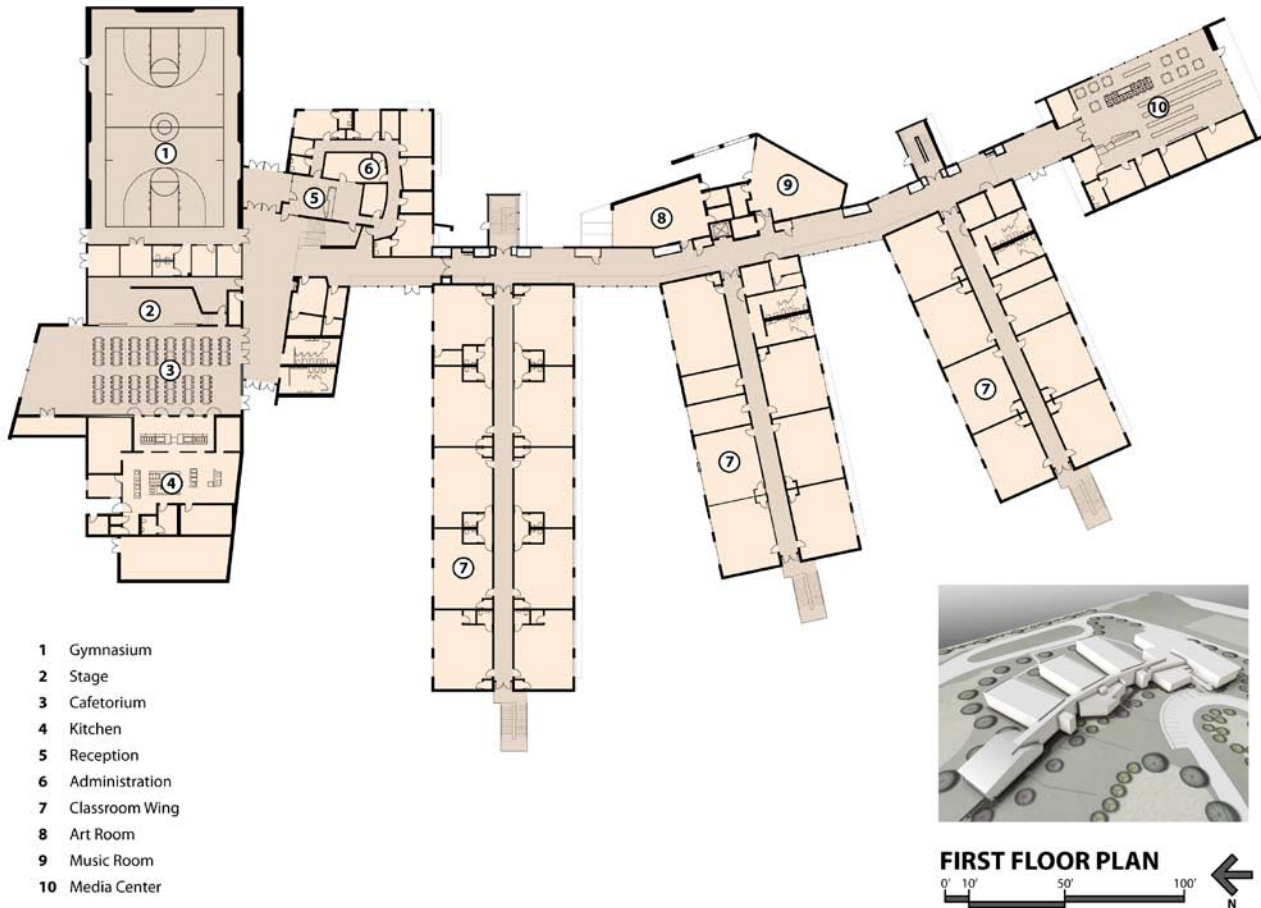 1
10
6
5
9
8
2
3
7
7
4
7
1 Gymnasium
2 Stage
3 Cafetorium
4 Kitchen
5 Reception
6 Administration
7 Classroom Wing
8 Art Room
9 Music Room
10 Media Center
FIRST FLOOR PLAN
0' 10' 50' 100'
N